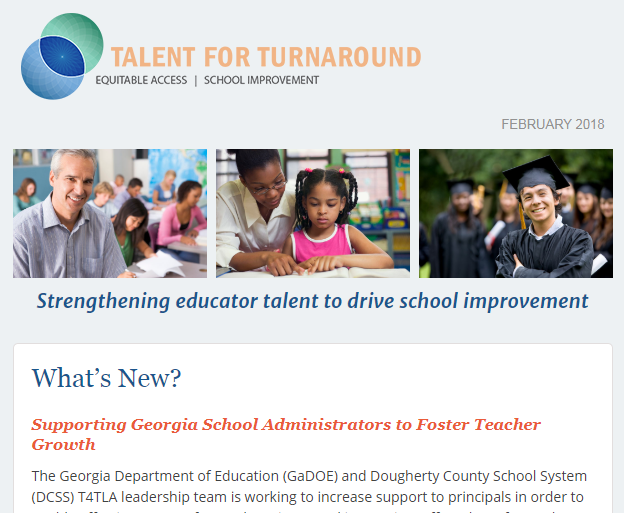 TALENT FOR TURNAROUND
EQUITABLE ACCESS | SCHOOL IMPROVEMENT
FEBRUARY 2018
Strengthening educator talent to drive school improvement
What's New?
Supporting Georgia School Administrators to Foster Teacher
Growth
The Georgia Department of Education (GaDOE) and Dougherty County School System
(DCSS) T4TLA leadership team is working to increase support to principals in order to